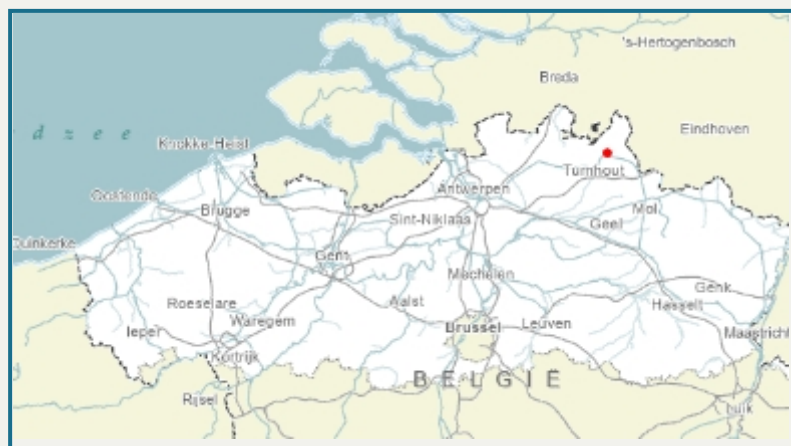 's-Hertogenbosch
Breda
d z e e
Eindhoven
Knokke-Heist
Turnhout
Oostende
Antwerpen
Mol
Brugge
Sint-Niklaas
Geel
Duinkerke
Gent
Mechelen
Genk
Roeselare
Aalst
Hasselt
Ieper
Waregem
Brussel
Leuven
Maastricht
Kortrijk
BELGIË
Rijsel
Luik